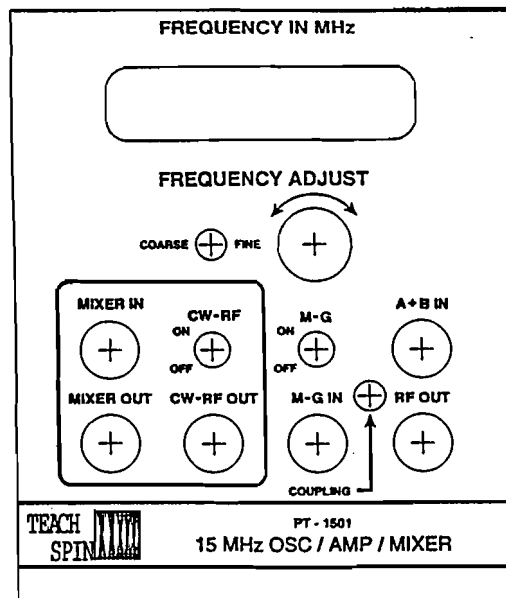 FREQUENCY IN MHz
FREQUENCY ADJUST
COARSE FINE
MIXER IN
CW-RF
ON
OFF
M-G
ON
OFF
A+B IN
MIXER OUT
CW-RF OUT
M-G IN
RF OUT
COUPLING
TEACH
SPIN
PT - 1501
15 MHz OSC / AMP / MIXER